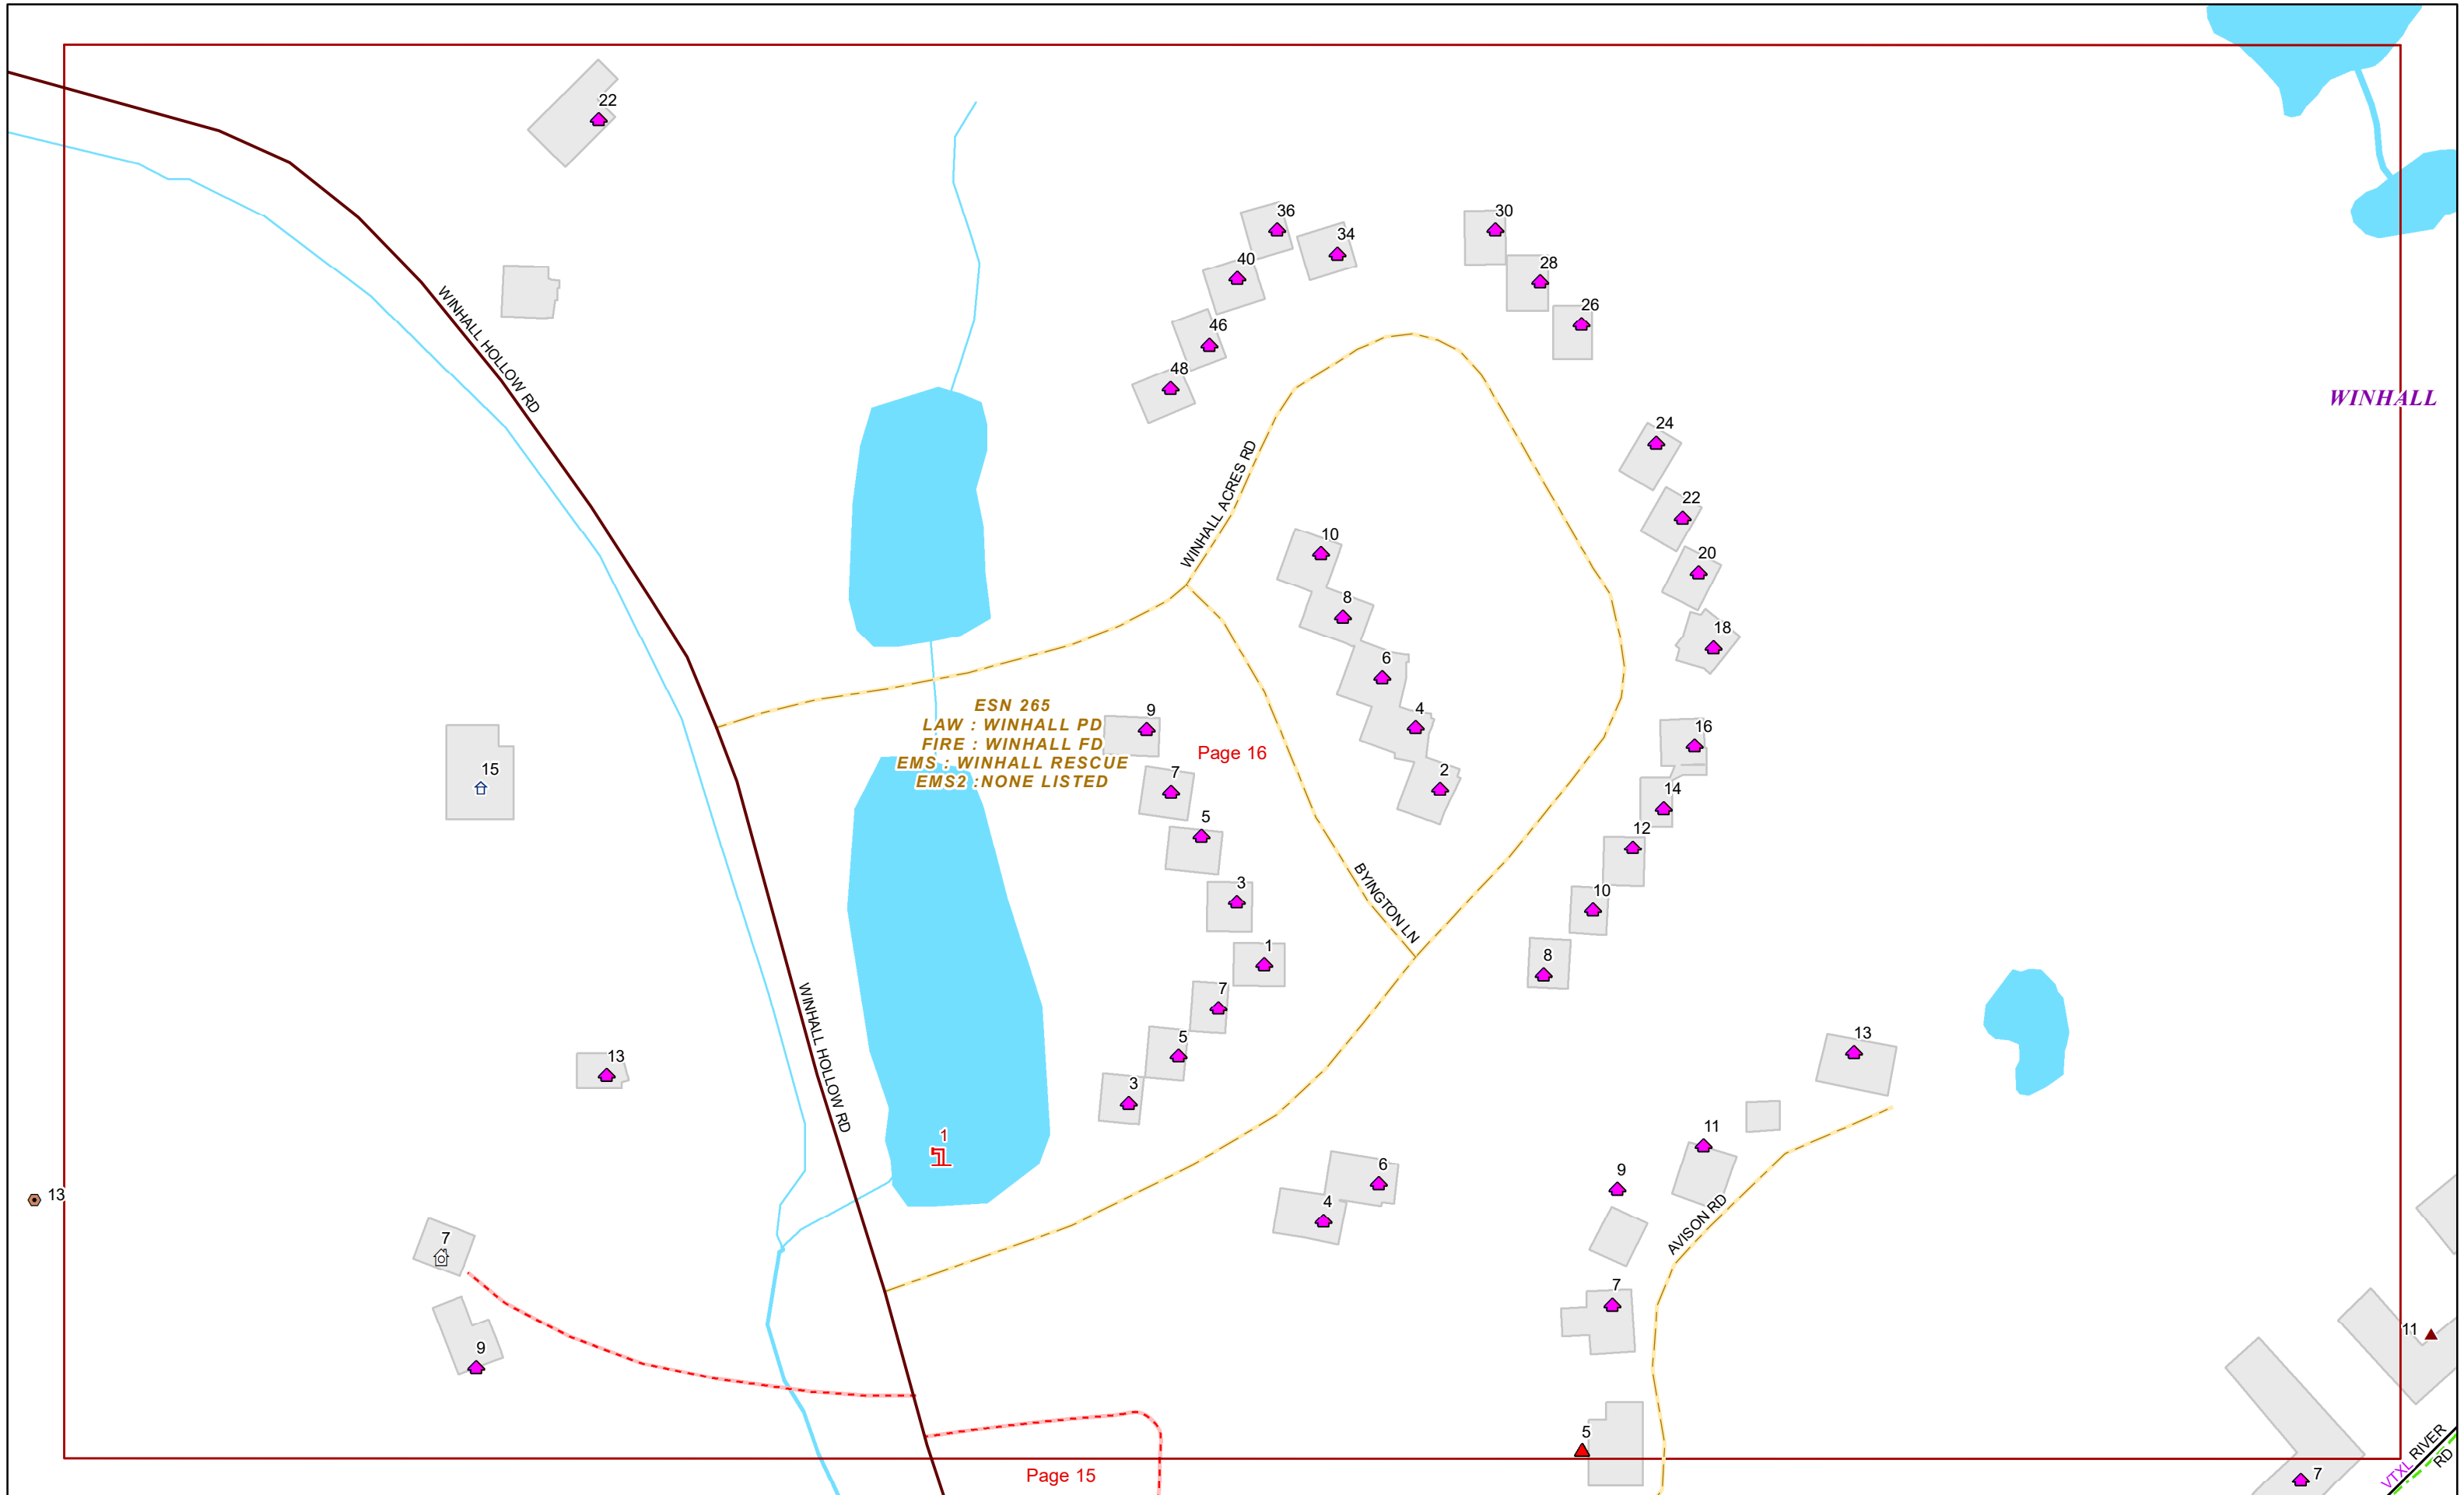 22
36
30
34
40
28
26
46
48
WINHALL HOLLOW RD
WINHALL
24
WINHALL ACRES RD
22
10
20
8
18
6
ESN 265
LAW : WINHALL PD
FIRE : WINHALL FD
EMS : WINHALL RESCUE
EMS2 :NONE LISTED
9
4
16
Page 16
15
7
2
14
5
12
BYINGTON LN
3
10
1
8
WINHALL HOLLOW RD
7
13
5
13
3
1
11
6
9
13
4
AVISON RD
7
7
9
11
5
Page 15
7
VTXL
RIVER
RD